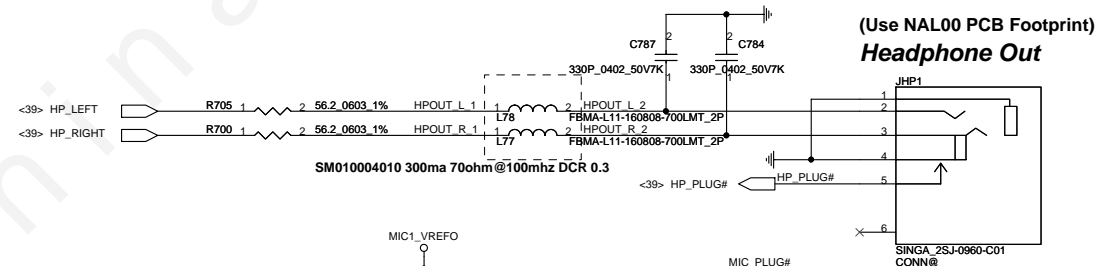 (Use NAL00 PCB Footprint)
Headphone Out
2 2
C787 C784
330P_0402_50V7K 330P_0402_50V7K
1 1
JHP1
1
<39> HP_LEFT R705 1 2 56.2_0603_1% HPOUT_L_1 1 2 HPOUT_L_2 2
L78 FBMA-L11-160808-700LMT_2P
<39> HP_RIGHT R700 1 2 56.2_0603_1% HPOUT_R_1 1 2 HPOUT_R_2 3
L77 FBMA-L11-160808-700LMT_2P
4
SM010004010 300ma 70ohm@100mhz DCR 0.3
<39> HP_PLUG# HP_PLUG# 5
6
SINGA_2SJ-0960-C01
CONN@
MIC1_VREFO
MIC_PLUG#